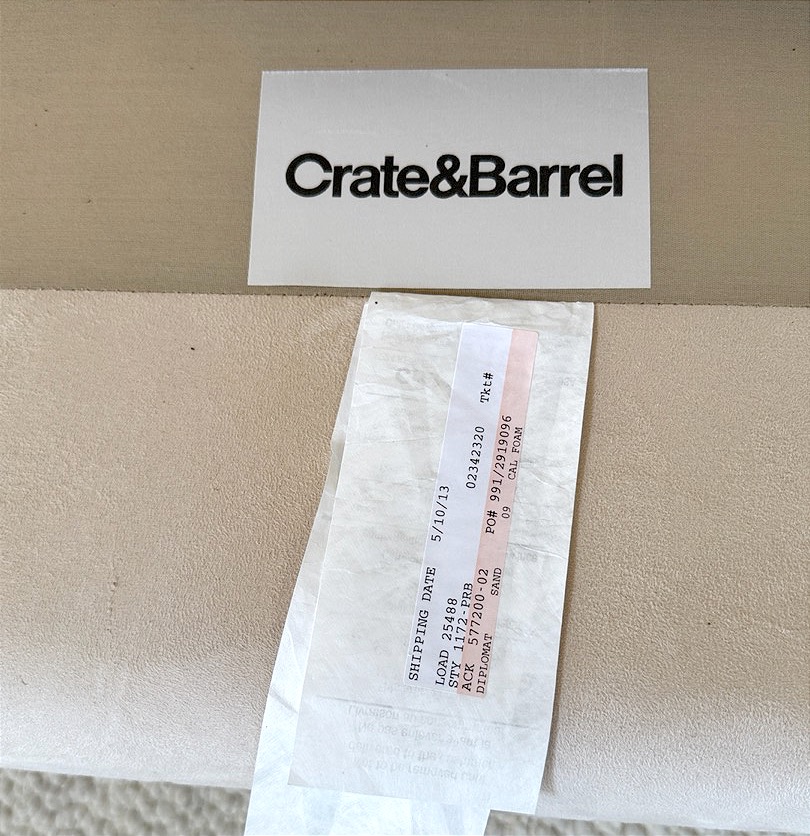 Crate&Barrel
SHIPPING DATE 5/10/13
LOAD 25488
STY 1172-PRB 02342320 Tkt#
ACK 577200-02 PO# 991/2919096
DIPLOMAT SAND 09 CAL FOAM